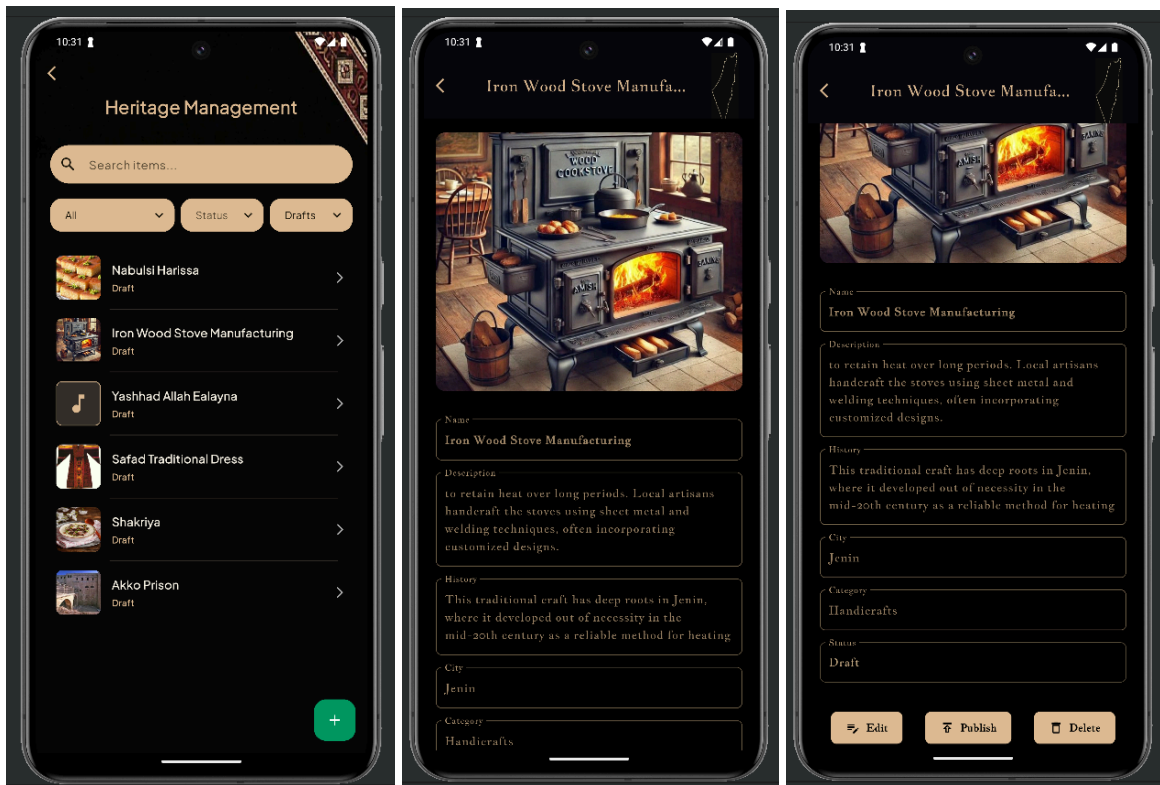 10:31
Heritage Management
Search items...
All
Status
Drafts
Nabulsi Harissa
Draft
Iron Wood Stove Manufacturing
Draft
Yashhad Allah Ealayna
Draft
Safad Traditional Dress
Draft
Shakriya
Draft
Akko Prison
Draft
+
10:31
Iron Wood Stove Manufa...
WOOD
COOKSTOVE
AMISH
Name
Iron Wood Stove Manufacturing
Description
to retain heat over long periods. Local artisans
handcraft the stoves using sheet metal and
welding techniques, often incorporating
customized designs.
History
This traditional craft has deep roots in Jenin,
where it developed out of necessity in the
mid-20th century as a reliable method for heating
City
Jenin
Category
Handicrafts
10:31
Iron Wood Stove Manufa...
AMISH
Name
Iron Wood Stove Manufacturing
Description
to retain heat over long periods. Local artisans
handcraft the stoves using sheet metal and
welding techniques, often incorporating
customized designs.
History
This traditional craft has deep roots in Jenin,
where it developed out of necessity in the
mid-20th century as a reliable method for heating
City
Jenin
Category
Handicrafts
Status
Draft
Edit
Publish
Delete